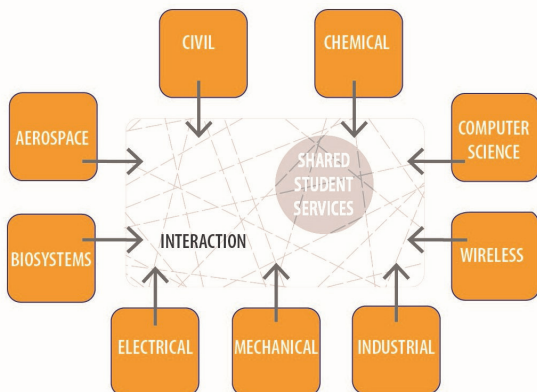 CIVIL
CHEMICAL
AEROSPACE
COMPUTER
SCIENCE
SHARED
STUDENT
SERVICES
INTERACTION
BIOSYSTEMS
WIRELESS
ELECTRICAL
MECHANICAL
INDUSTRIAL